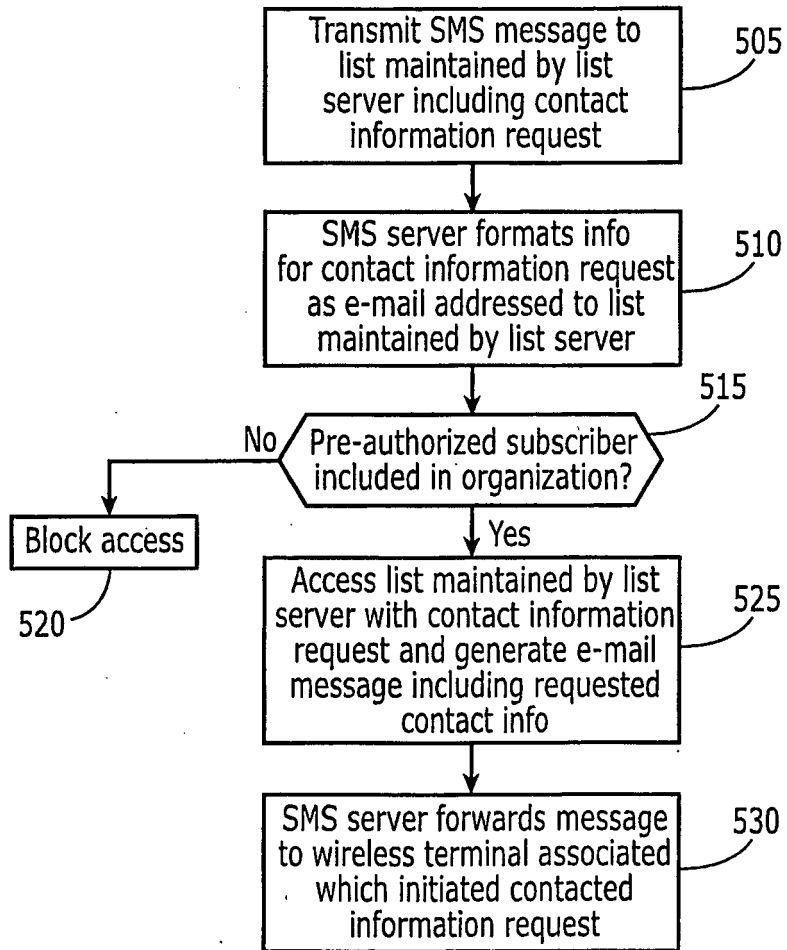 Transmit SMS message to
list maintained by list
server including contact
information request
505
SMS server formats info
for contact information request
as e-mail addressed to list
maintained by list server
510
515
Pre-authorized subscriber
included in organization?
No
Block access
520
Yes
Access list maintained by list
server with contact information
request and generate e-mail
message including requested
contact info
525
SMS server forwards message
to wireless terminal associated
which initiated contacted
information request
530